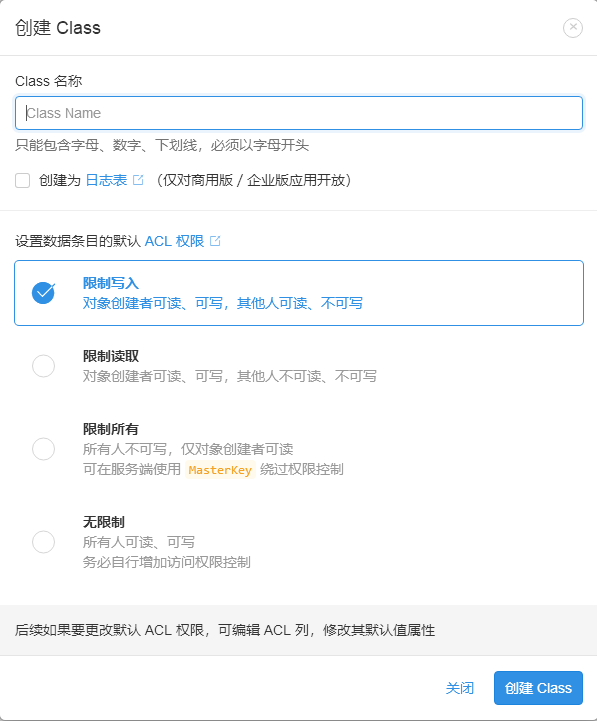 创建 Class
Class 名称
Class Name
只能包含字母、数字、下划线，必须以字母开头
创建为 日志表 （仅对商用版 / 企业版应用开放）
设置数据条目的默认 ACL 权限
限制写入
对象创建者可读、可写，其他人可读、不可写
限制读取
对象创建者可读、可写，其他人不可读、不可写
限制所有
所有人不可写，仅对象创建者可读
可在服务端使用 MasterKey 绕过权限控制
无限制
所有人可读、可写
务必自行增加访问权限控制
后续如果要更改默认 ACL 权限，可编辑 ACL 列，修改其默认值属性
关闭 创建 Class